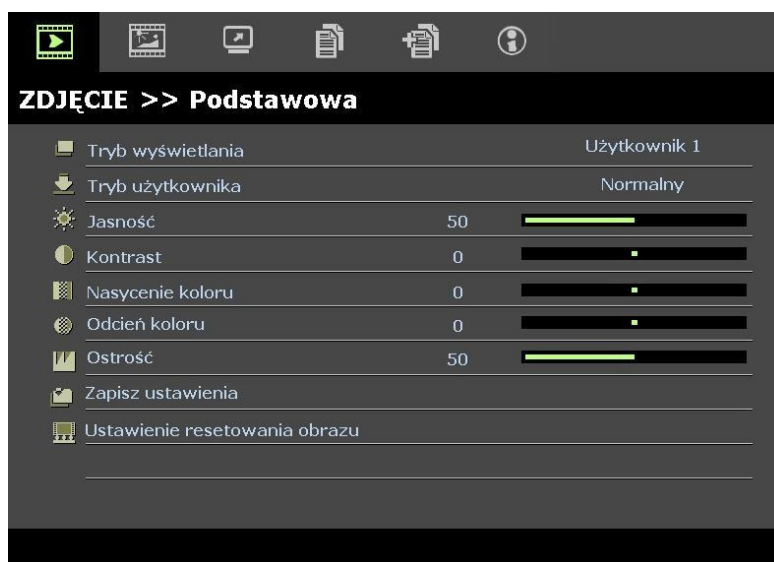 ZDJĘCIE >> Podstawowa
Tryb wyświetlania Użytkownik 1
Tryb użytkownika Normalny
Jasność 50
Kontrast 0
Nasycenie koloru 0
Odcień koloru 0
Ostrość 50
Zapisz ustawienia
Ustawienie resetowania obrazu